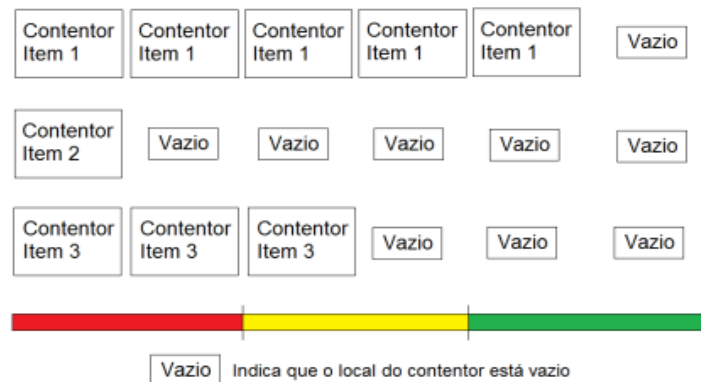 Contentor Contentor Contentor Contentor Contentor
Item 1 Item 1 Item 1 Item 1 Item 1 Vazio
Contentor
Item 2 Vazio Vazio Vazio Vazio Vazio
Contentor Contentor Contentor
Item 3 Item 3 Item 3 Vazio Vazio Vazio
Vazio Indica que o local do contentor está vazio